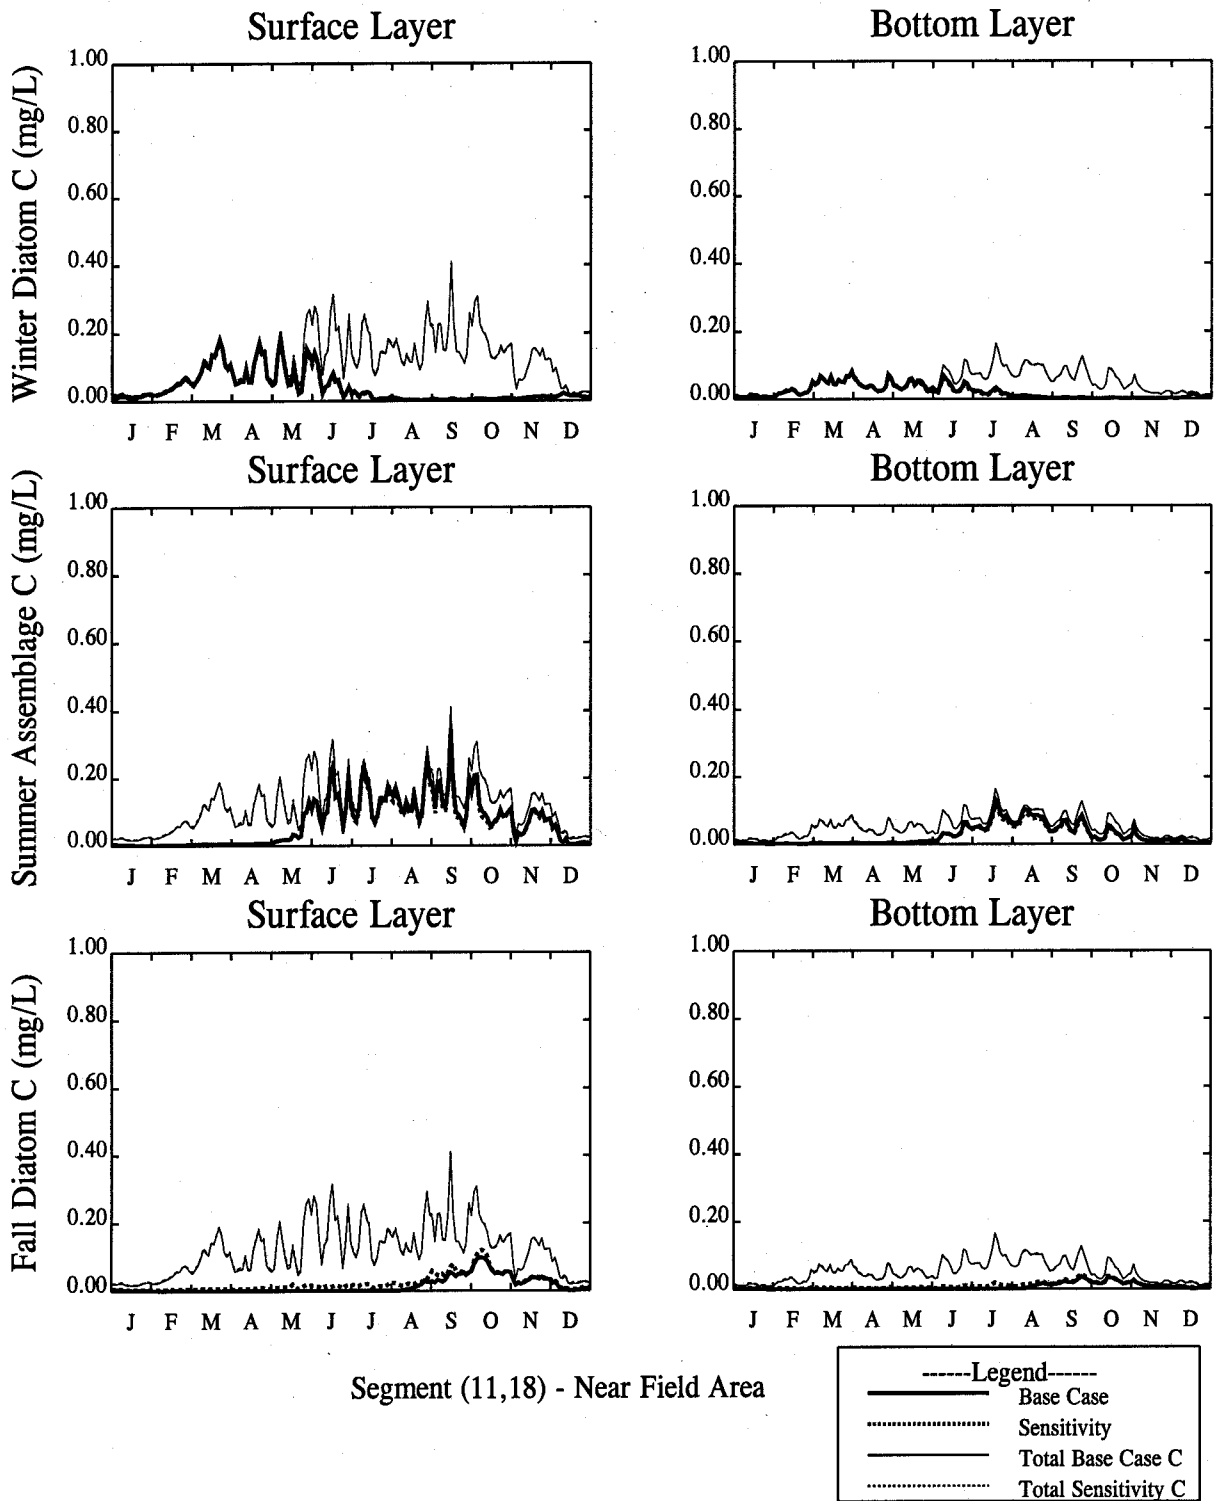 Surface Layer Bottom Layer
Winter Diatom C (mg/L)
1.00 1.00
0.80 0.80
0.60 0.60
0.40 0.40
0.20 0.20
0.00 0.00
J F M A M J J A S O N D J F M A M J J A S O N D
Surface Layer Bottom Layer
Summer Assemblage C (mg/L)
1.00 1.00
0.80 0.80
0.60 0.60
0.40 0.40
0.20 0.20
0.00 0.00
J F M A M J J A S O N D J F M A M J J A S O N D
Surface Layer Bottom Layer
Fall Diatom C (mg/L)
1.00 1.00
0.80 0.80
0.60 0.60
0.40 0.40
0.20 0.20
0.00 0.00
J F M A M J J A S O N D J F M A M J J A S O N D
Segment (11,18) - Near Field Area
------Legend------
Base Case
Sensitivity
Total Base Case C
Total Sensitivity C